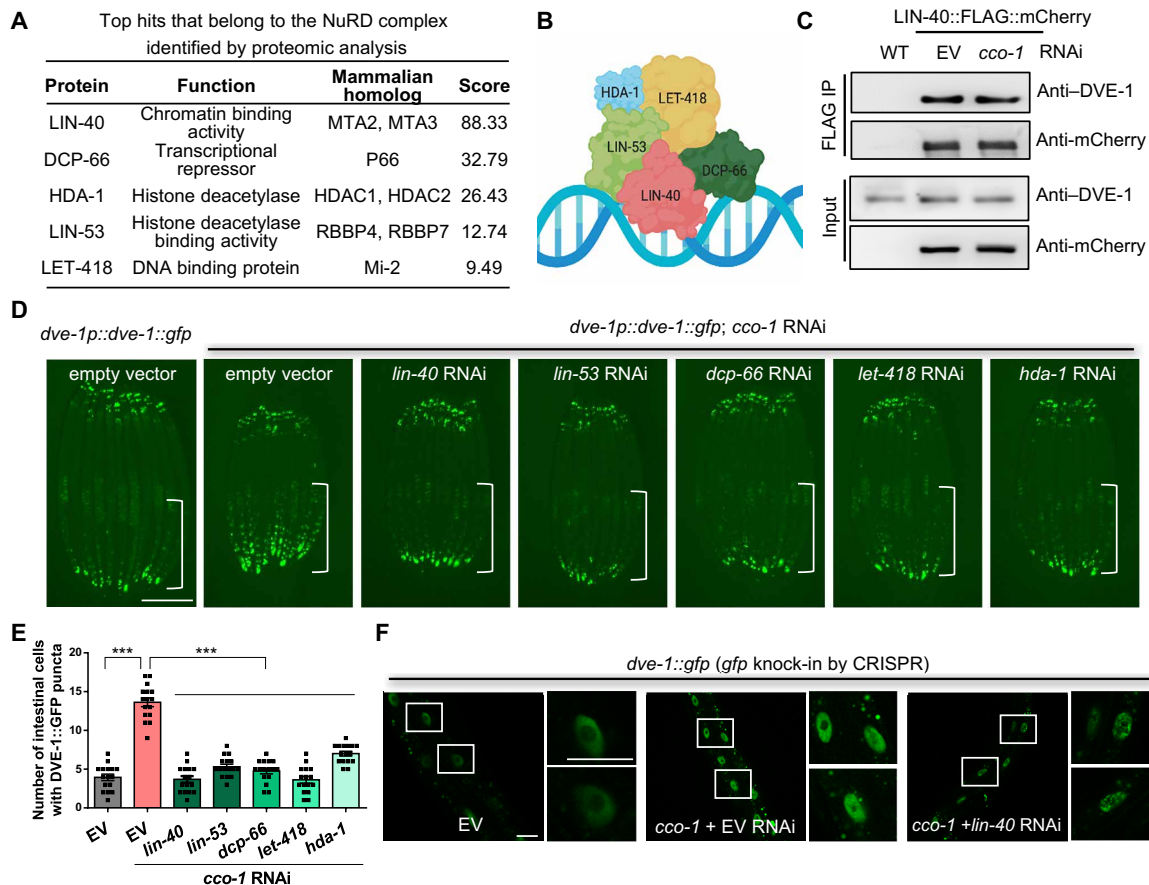 A
Top hits that belong to the NuRD complex
identified by proteomic analysis
Protein Function Mammalian homolog Score
LIN-40 Chromatin binding activity MTA2, MTA3 88.33
DCP-66 Transcriptional repressor P66 32.79
HDA-1 Histone deacetylase HDAC1, HDAC2 26.43
LIN-53 Histone deacetylase binding activity RBBP4, RBBP7 12.74
LET-418 DNA binding protein Mi-2 9.49
B
HDA-1
LET-418
LIN-53
DCP-66
LIN-40
C
LIN-40::FLAG::mCherry
WT EV cco-1 RNAi
FLAG IP
Anti–DVE-1
Anti-mCherry
Input
Anti–DVE-1
Anti-mCherry
D
dve-1p::dve-1::gfp
dve-1p::dve-1::gfp; cco-1 RNAi
empty vector
empty vector
lin-40 RNAi
lin-53 RNAi
dcp-66 RNAi
let-418 RNAi
hda-1 RNAi
E
Number of intestinal cells
with DVE-1::GFP puncta
20
15
10
5
0
***
***
EV
EV
lin-40
lin-53
dcp-66
let-418
hda-1
cco-1 RNAi
F
dve-1::gfp (gfp knock-in by CRISPR)
EV
cco-1 + EV RNAi
cco-1 +lin-40 RNAi